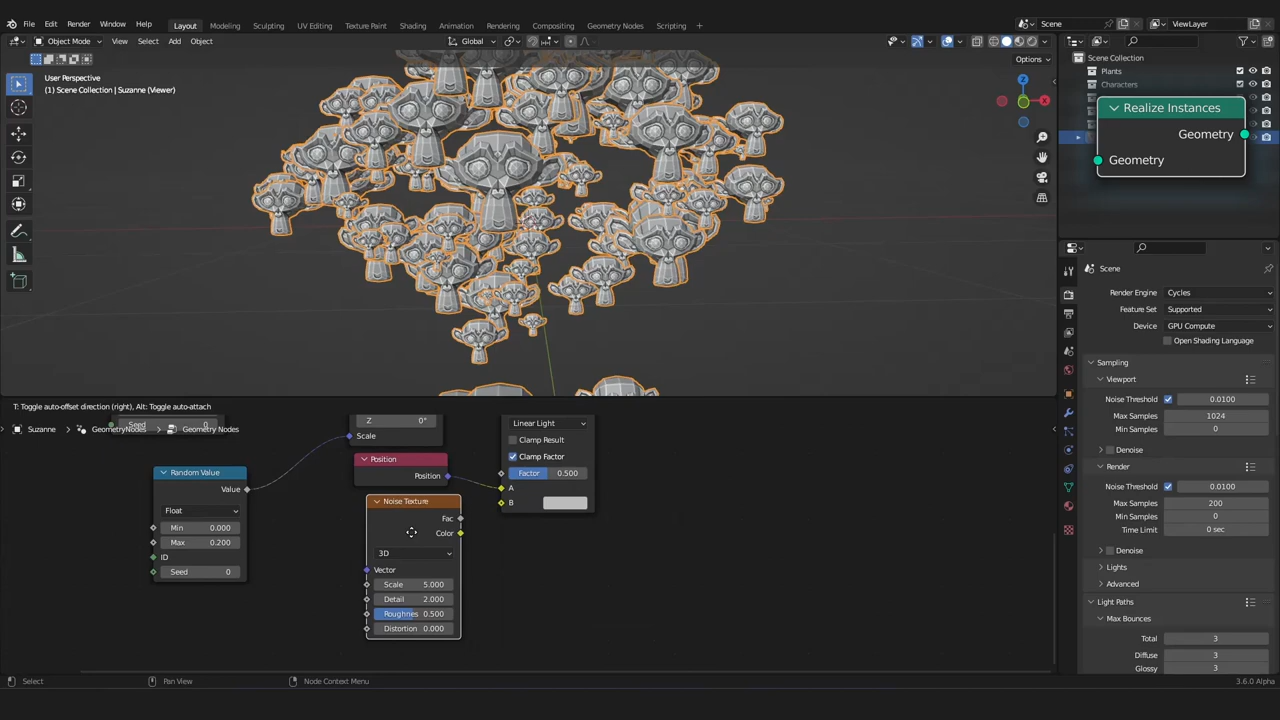 File Edit Render Window Help Layout Modeling Sculpting UV Editing Texture Paint Shading Animation Rendering Compositing Geometry Nodes Scripting + Scene ViewLayer
Object Mode View Select Add Object Global
Options
User Perspective
(1) Scene Collection | Suzanne (Viewer)
X
Z
Scene Collection
Plants
Characters
Realize Instances
Geometry
Geometry
Scene
Render Engine Cycles
Feature Set Supported
Device GPU Compute
Open Shading Language
Sampling
Viewport
Noise Threshold 0.0100
Max Samples 1024
Min Samples 0
Denoise
Render
Noise Threshold 0.0100
Max Samples 200
Min Samples 0
Time Limit 0 sec
Denoise
Lights
Advanced
Light Paths
Max Bounces
Total 3
Diffuse 3
Glossy 3
T: Toggle auto-offset direction (right), Alt: Toggle auto-attach
Seed 0
Suzanne GeometryNodes Geometry Nodes
Z 0°
Scale
Random Value
Value
Float
Min 0.000
Max 0.200
ID
Seed 0
Position
Position
Noise Texture
Fac
Color
3D
Vector
Scale 5.000
Detail 2.000
Roughnes 0.500
Distortion 0.000
Linear Light
Clamp Result
Clamp Factor
Factor 0.500
A
B
Select Pan View Node Context Menu 3.6.0 Alpha